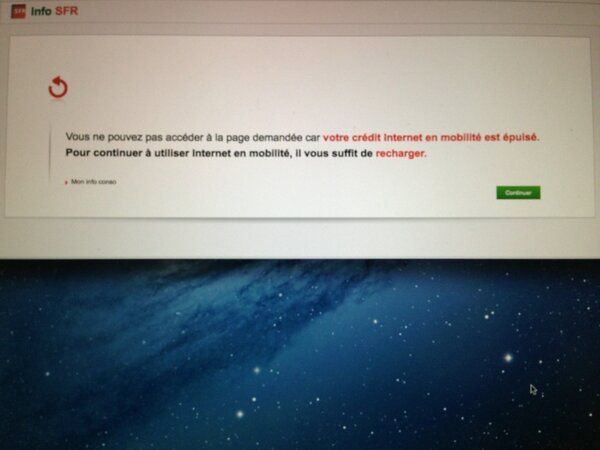 SFR Info SFR
Vous ne pouvez pas accéder à la page demandée car votre crédit Internet en mobilité est épuisé.
Pour continuer à utiliser Internet en mobilité, il vous suffit de recharger.
Mon info conso
Continuer